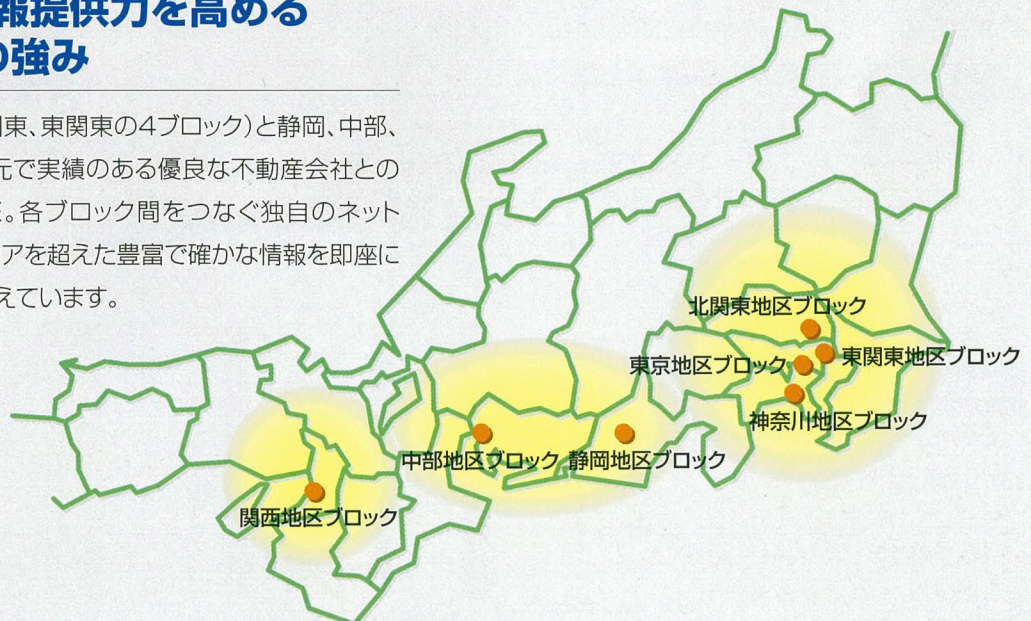 報提供力を高める
の強み
関東、東関東の4ブロック)と静岡、中部、
元で実績のある優良な不動産会社との
。各ブロック間をつなぐ独自のネット
アを超えた豊富で確かな情報を即座に
えています。
北関東地区ブロック
東京地区ブロック
東関東地区ブロック
神奈川地区ブロック
中部地区ブロック
静岡地区ブロック
関西地区ブロック